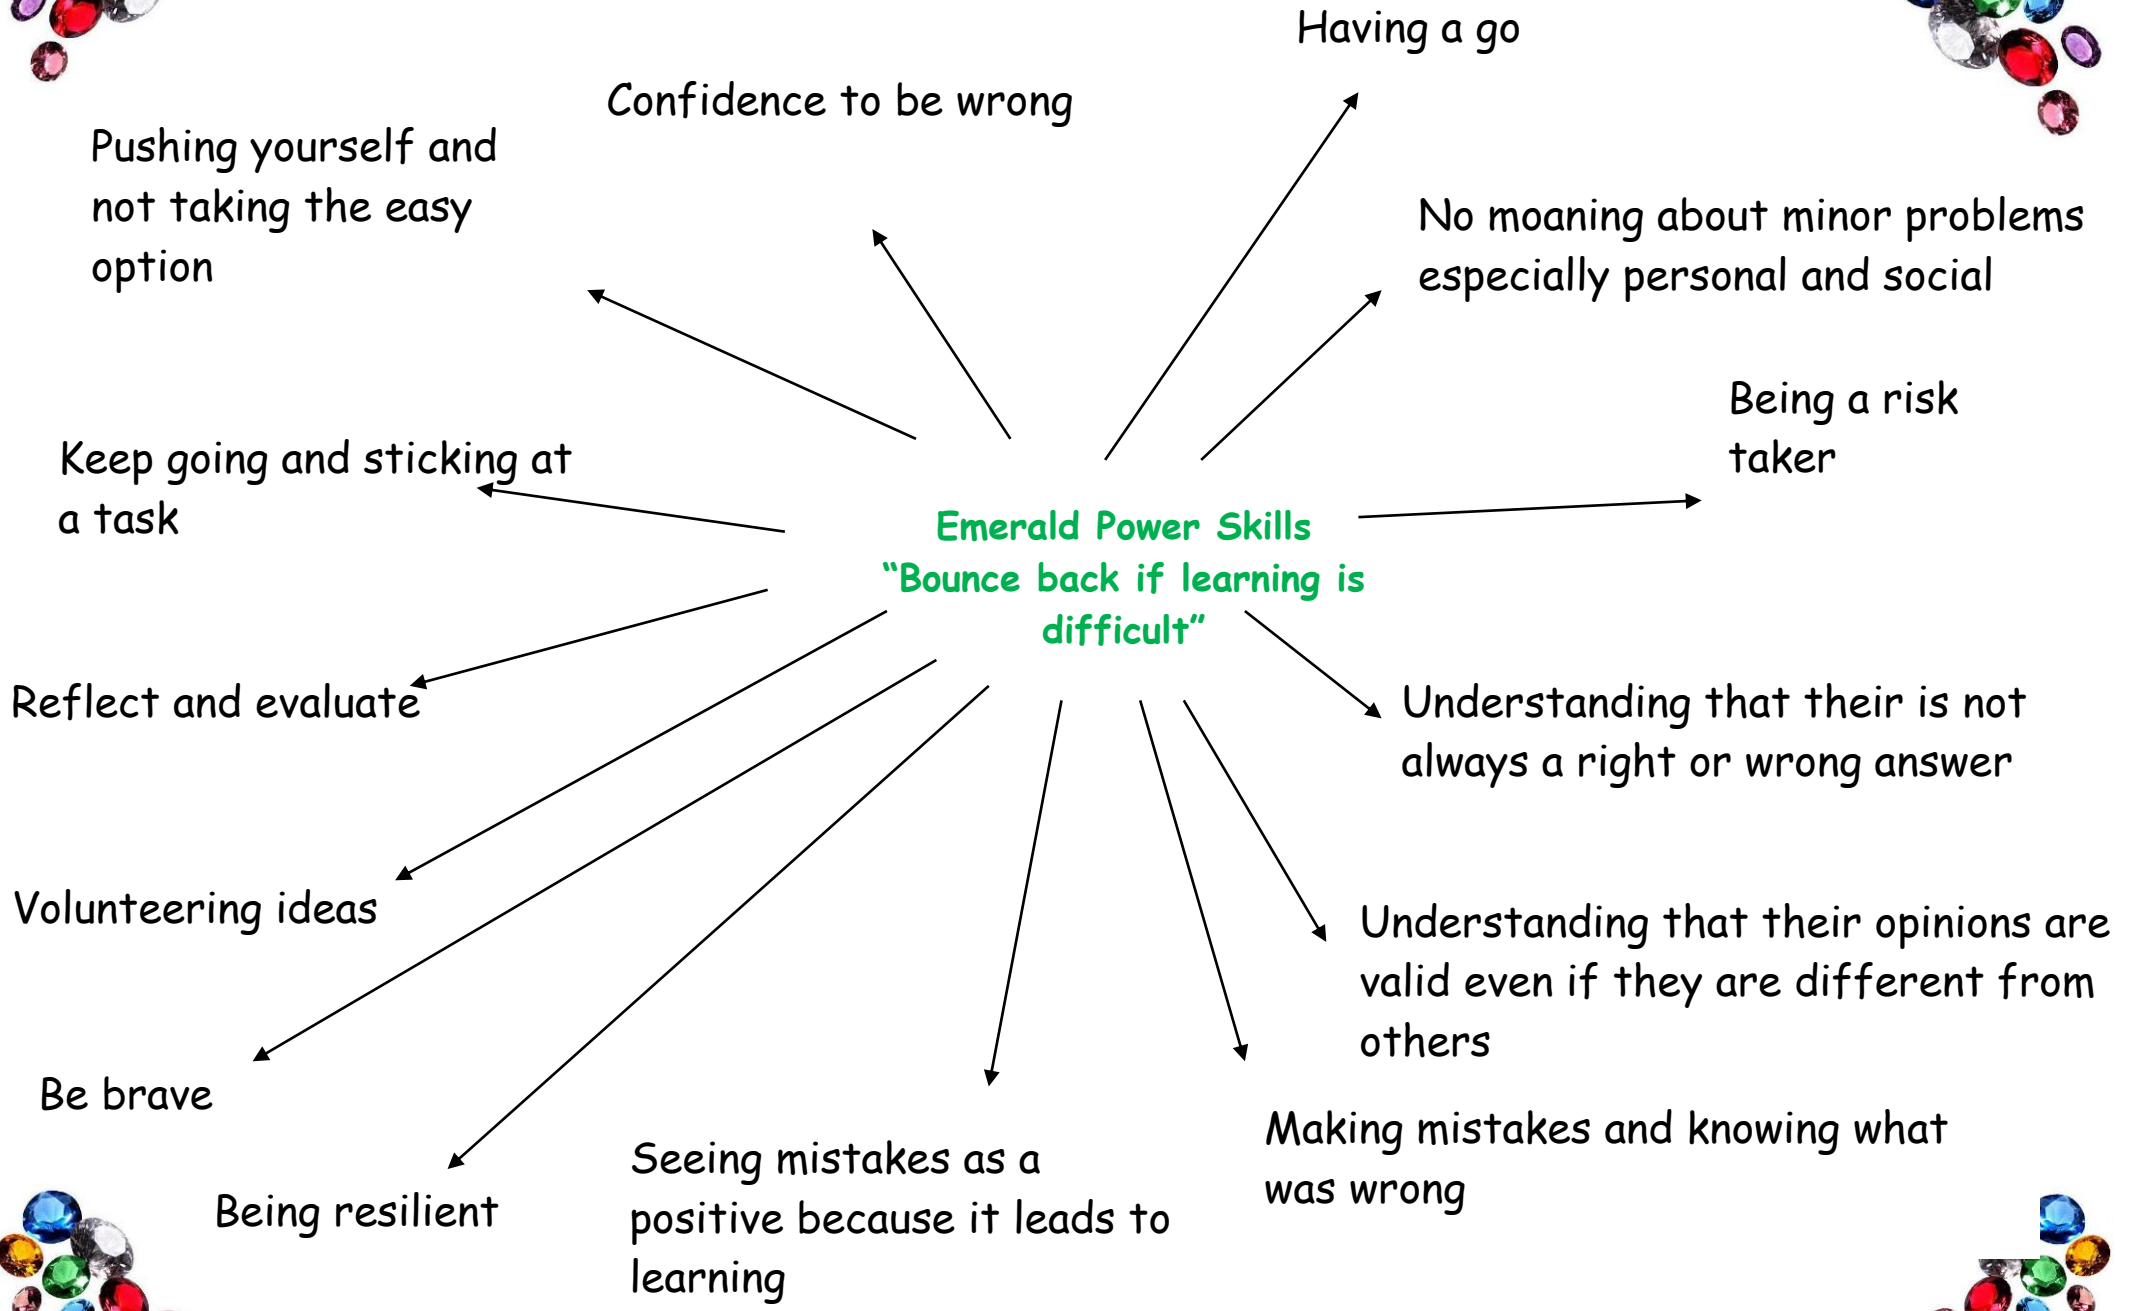 Having a go
Confidence to be wrong
Pushing yourself and
not taking the easy
option
No moaning about minor problems
especially personal and social
Being a risk
taker
Keep going and sticking at
a task
Emerald Power Skills
“Bounce back if learning is
difficult”
Reflect and evaluate
Understanding that their is not
always a right or wrong answer
Volunteering ideas
Understanding that their opinions are
valid even if they are different from
others
Be brave
Being resilient
Seeing mistakes as a
positive because it leads to
learning
Making mistakes and knowing what
was wrong